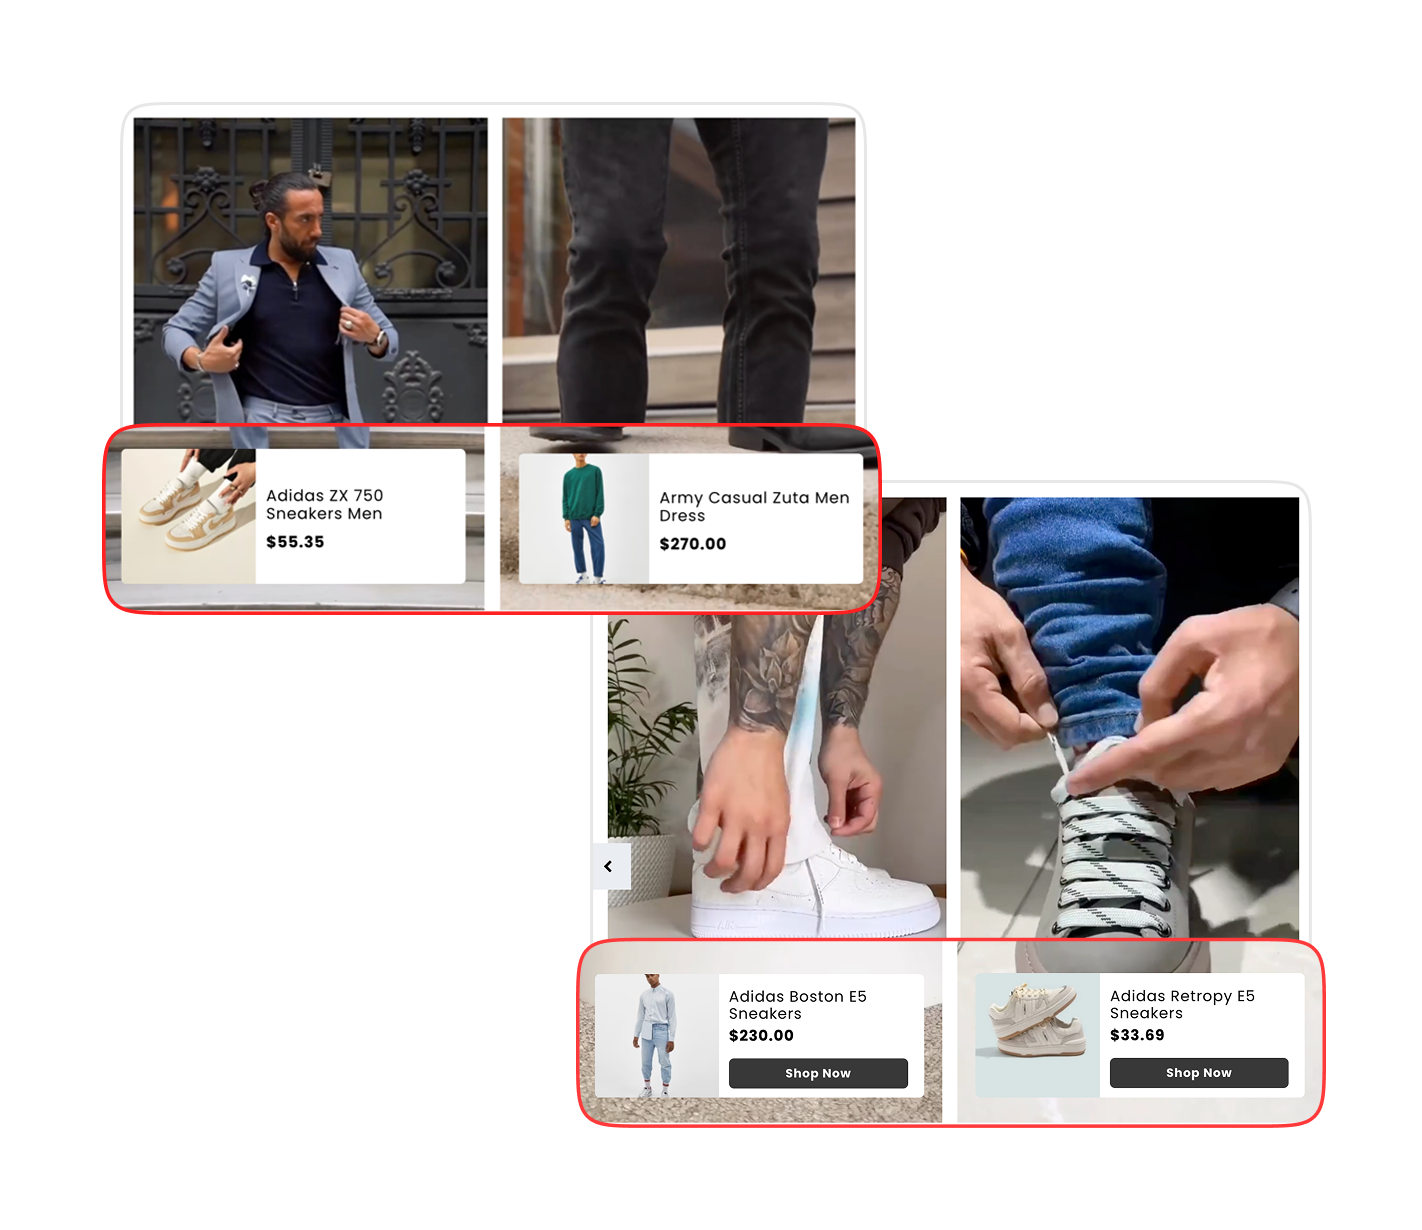 Adidas ZX 750
Sneakers Men
$55.35
Army Casual Zuta Men
Dress
$270.00
Adidas Boston E5
Sneakers
$230.00
Shop Now
Adidas Retropy E5
Sneakers
$33.69
Shop Now